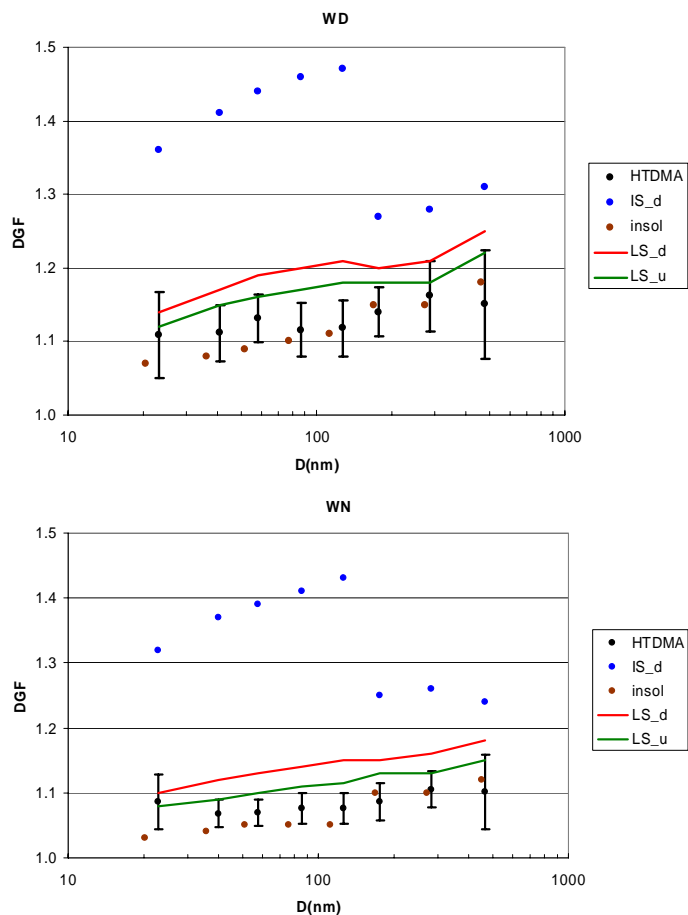 WD
1.5
1.4
1.3
1.2
1.1
1.0
DGF
10
100
1000
D(nm)
HTDMA
IS_d
insol
LS_d
LS_u
WN
1.5
1.4
1.3
1.2
1.1
1.0
DGF
10
100
1000
D(nm)
HTDMA
IS_d
insol
LS_d
LS_u